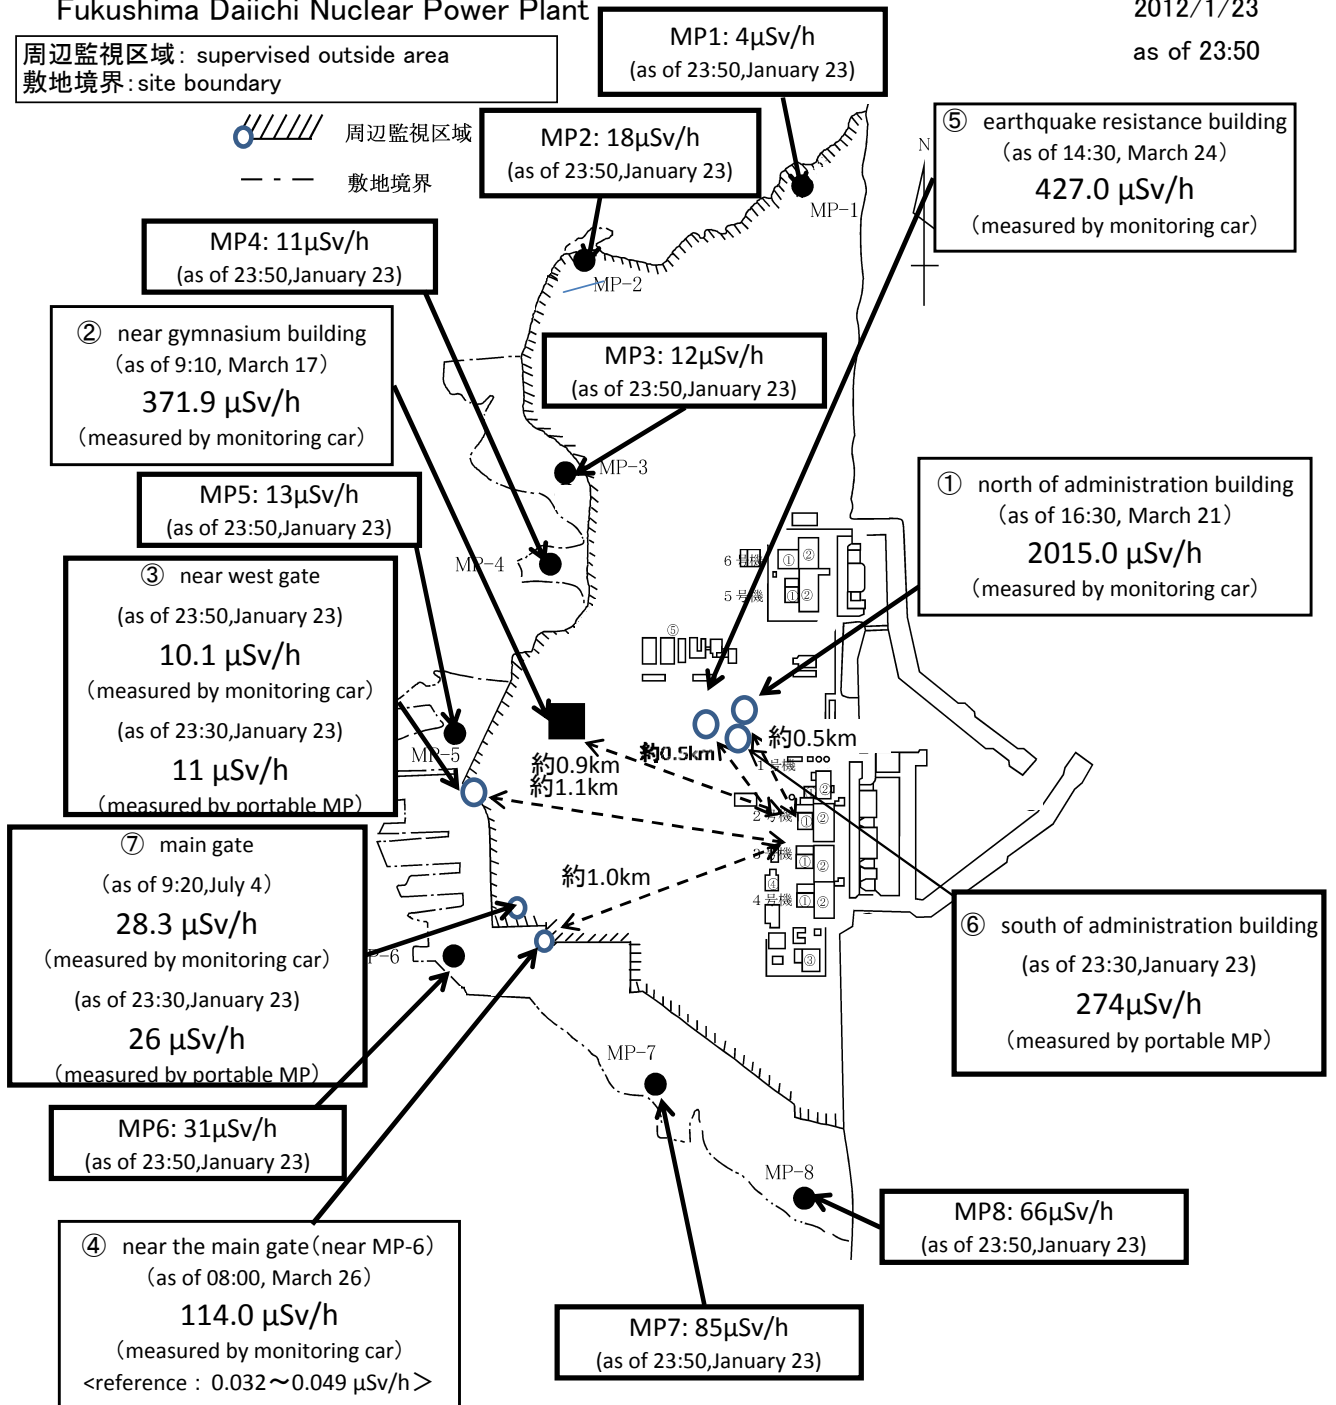 Fukushima Daiichi Nuclear Power Plant
2012/1/23
as of 23:50
周辺監視区域: supervised outside area
敷地境界:site boundary
周辺監視区域
敷地境界
MP1: 4μSv/h
(as of 23:50,January 23)
MP2: 18μSv/h
(as of 23:50,January 23)
⑤ earthquake resistance building
(as of 14:30, March 24)
427.0 μSv/h
(measured by monitoring car)
N
MP-1
MP4: 11μSv/h
(as of 23:50,January 23)
MP-2
② near gymnasium building
(as of 9:10, March 17)
371.9 μSv/h
(measured by monitoring car)
MP3: 12μSv/h
(as of 23:50,January 23)
MP-3
① north of administration building
(as of 16:30, March 21)
2015.0 μSv/h
(measured by monitoring car)
MP5: 13μSv/h
(as of 23:50,January 23)
MP-4
6号機
① ②
5号機
① ②
⑤
③ near west gate
(as of 23:50,January 23)
10.1 μSv/h
(measured by monitoring car)
(as of 23:30,January 23)
11 μSv/h
(measured by portable MP)
MP-5
約0.9km
約1.1km
約0.5km
約0.5km
1号機
②
2号機
① ②
3号機
① ②
④
4号機
① ②
③
約1.0km
⑦ main gate
(as of 9:20,July 4)
28.3 μSv/h
(measured by monitoring car)
(as of 23:30,January 23)
26 μSv/h
(measured by portable MP)
P-6
⑥ south of administration building
(as of 23:30,January 23)
274μSv/h
(measured by portable MP)
MP-7
MP6: 31μSv/h
(as of 23:50,January 23)
MP-8
MP8: 66μSv/h
(as of 23:50,January 23)
④ near the main gate(near MP-6)
(as of 08:00, March 26)
114.0 μSv/h
(measured by monitoring car)
<reference : 0.032～0.049 μSv/h>
MP7: 85μSv/h
(as of 23:50,January 23)